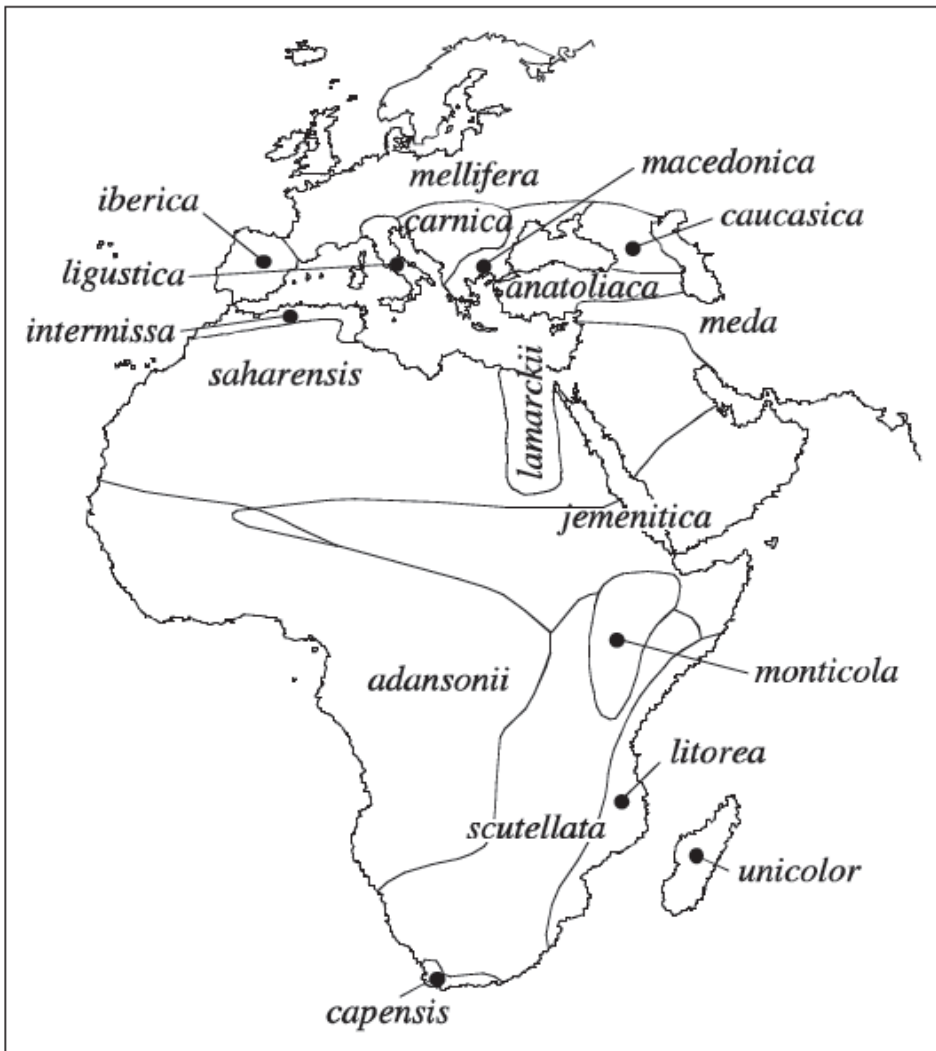 mellifera
macedonica
iberica
carnica
caucasica
ligustica
anatoliaca
intermissa
meda
saharensis
lamarckii
jemenitica
adansonii
monticola
litorea
scutellata
unicolor
capensis